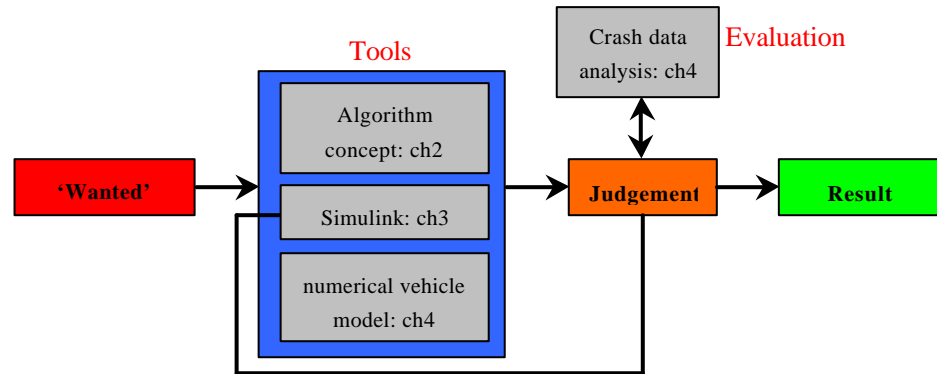 Tools
Crash data
analysis: ch4
Evaluation
Algorithm
concept: ch2
‘Wanted’
Simulink: ch3
Judgement
Result
numerical vehicle
model: ch4